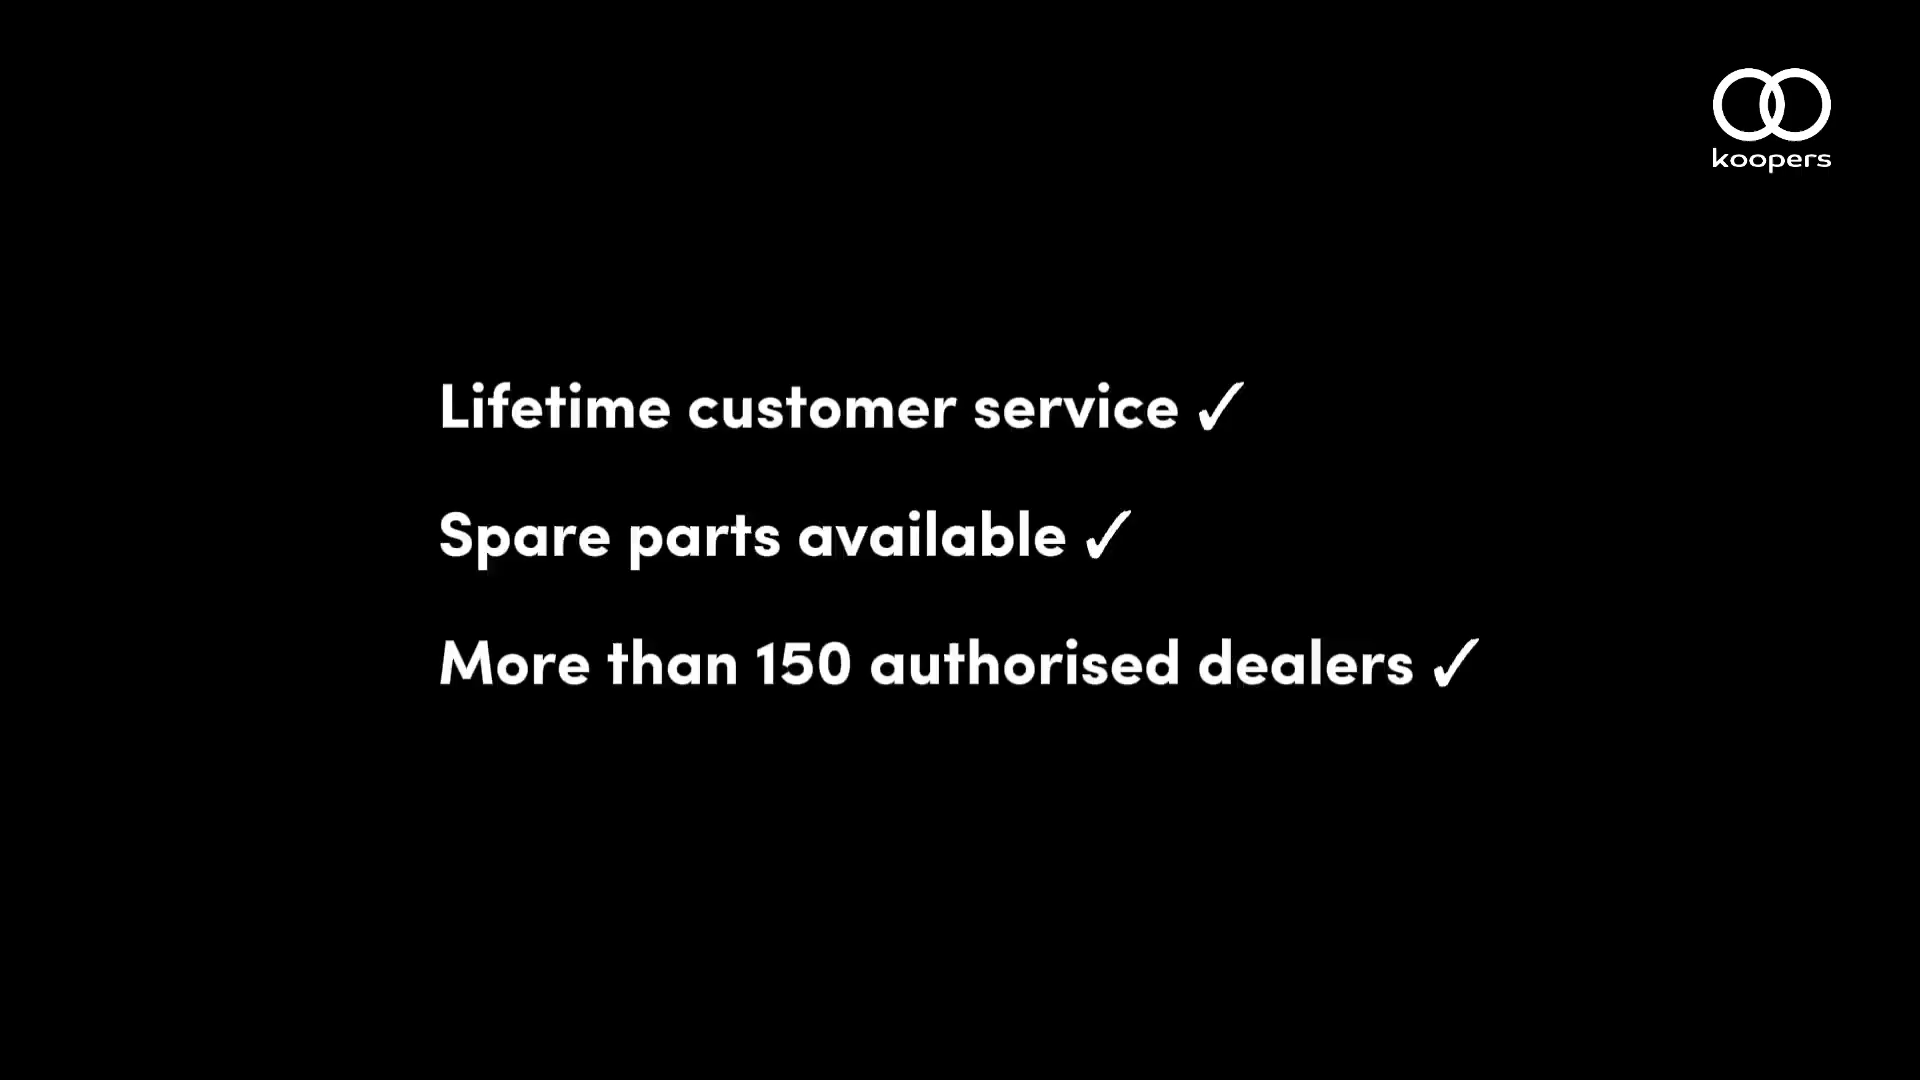 koopers
Lifetime customer service ✓
Spare parts available ✓
More than 150 authorised dealers ✓